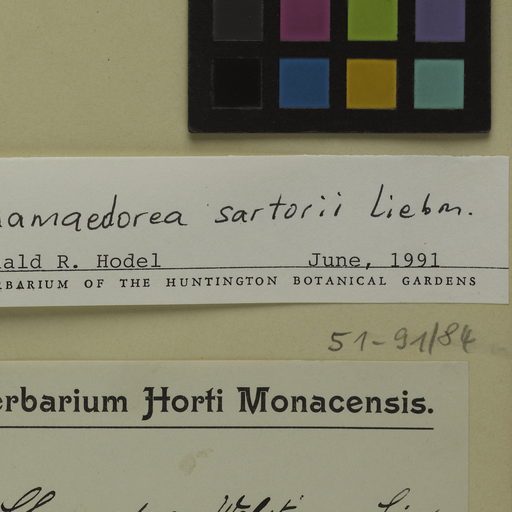 amaedorea sartorii Liebm.
ald R. Hodel June, 1991
RBARIUM OF THE HUNTINGTON BOTANICAL GARDENS
51-91/84
erbarium Horti Monacensis.